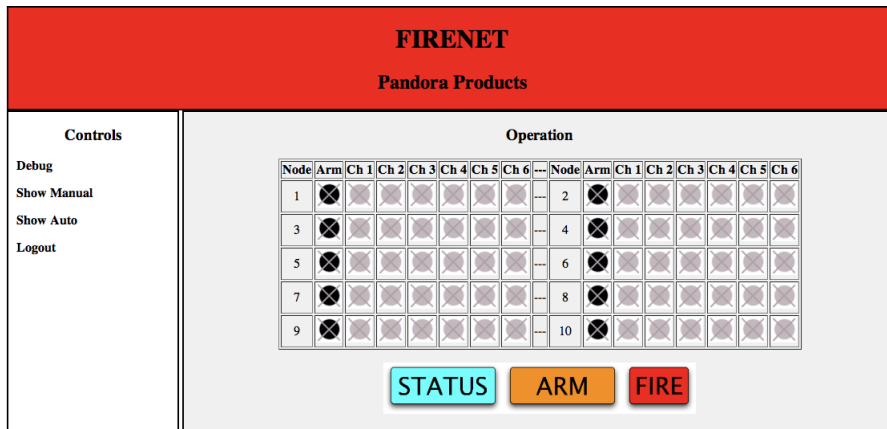 FIRENET
Pandora Products
Controls
Debug
Show Manual
Show Auto
Logout
Operation
Node Arm Ch 1 Ch 2 Ch 3 Ch 4 Ch 5 Ch 6 --- Node Arm Ch 1 Ch 2 Ch 3 Ch 4 Ch 5 Ch 6
1 --- 2
3 --- 4
5 --- 6
7 --- 8
9 --- 10
STATUS ARM FIRE